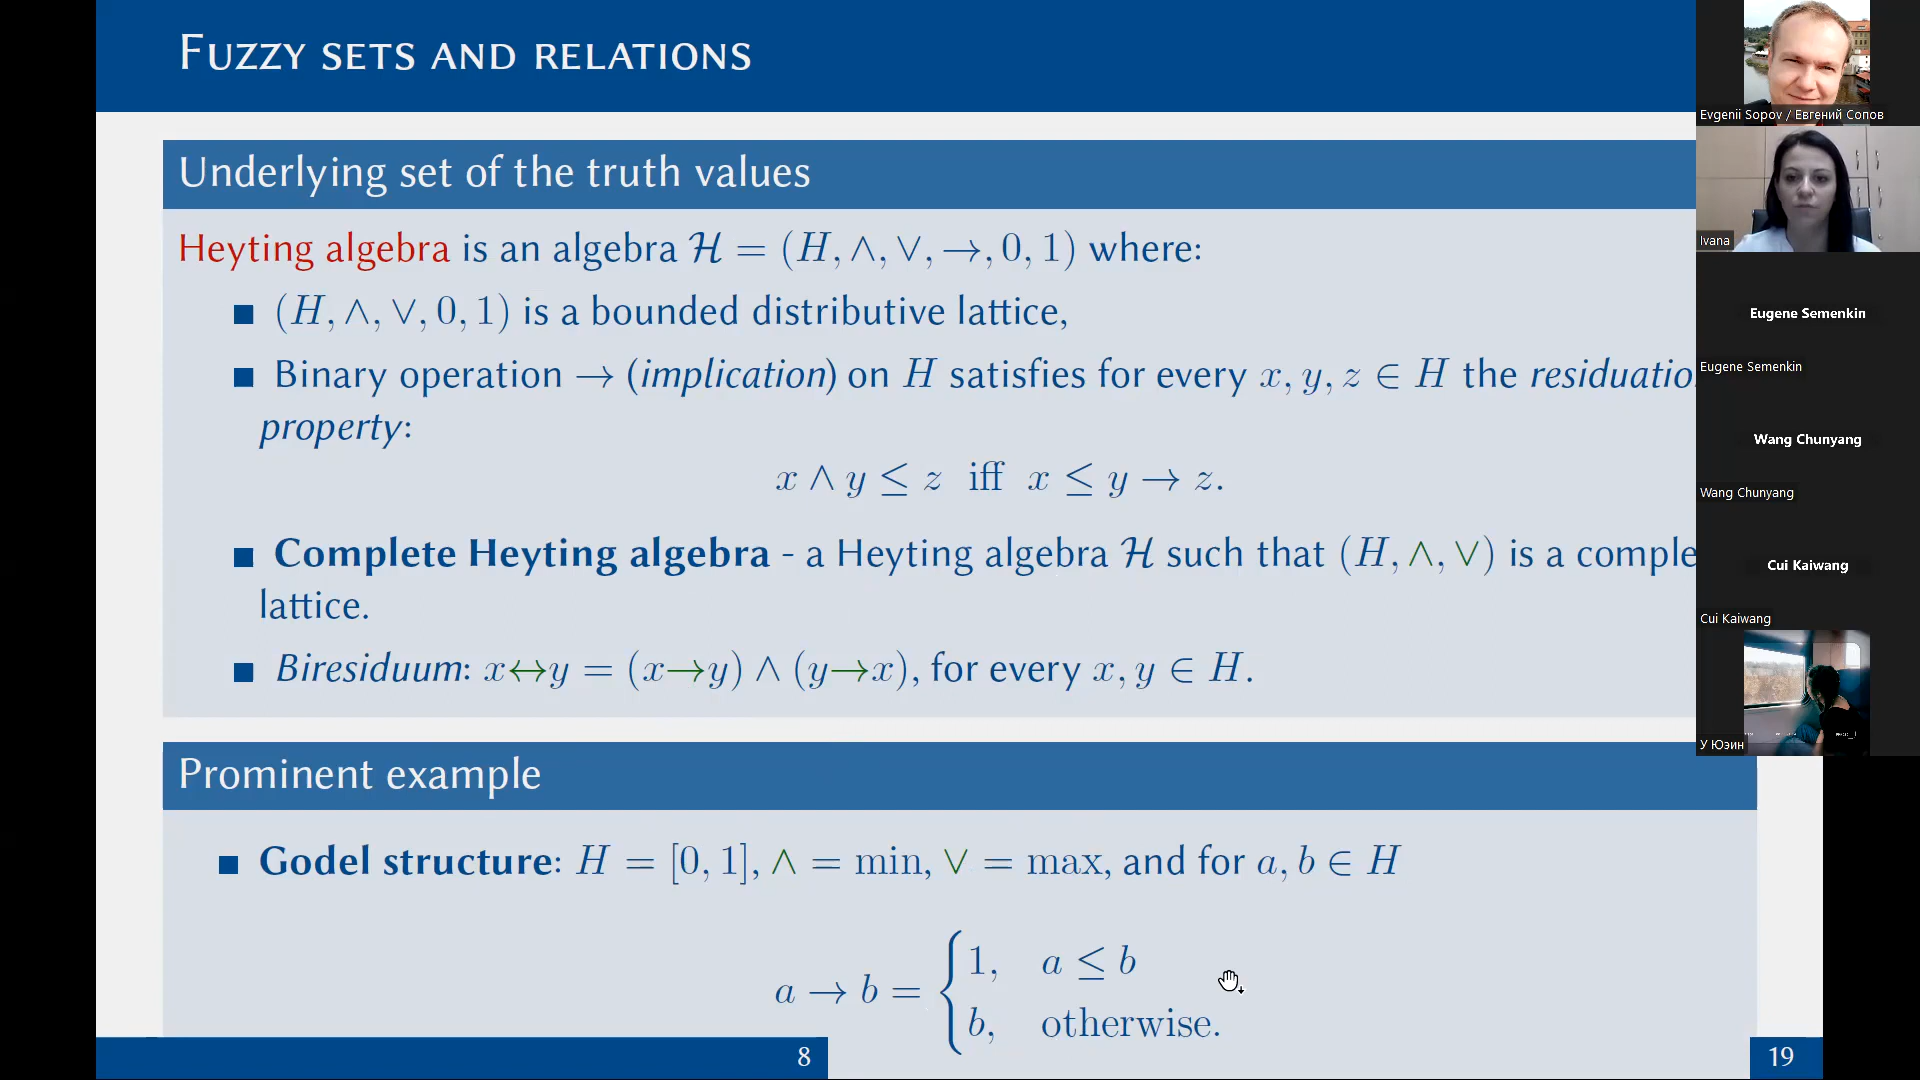 Fuzzy sets and relations
Underlying set of the truth values
Heyting algebra is an algebra ℋ = (H, ∧, ∨, →, 0, 1) where:
■ (H, ∧, ∨, 0, 1) is a bounded distributive lattice,
■ Binary operation → (implication) on H satisfies for every x, y, z ∈ H the residuatio
property:
x ∧ y ≤ z iff x ≤ y → z.
■ Complete Heyting algebra - a Heyting algebra ℋ such that (H, ∧, ∨) is a comple
lattice.
■ Biresiduum: x↔y = (x→y) ∧ (y→x), for every x, y ∈ H.
Prominent example
■ Godel structure: H = [0, 1], ∧ = min, ∨ = max, and for a, b ∈ H
a → b = { 1, a ≤ b
b, otherwise.
8
19
Evgenii Sopov / Евгений Сопов
Ivana
Eugene Semenkin
Eugene Semenkin
Wang Chunyang
Wang Chunyang
Cui Kaiwang
Cui Kaiwang
У Юэин